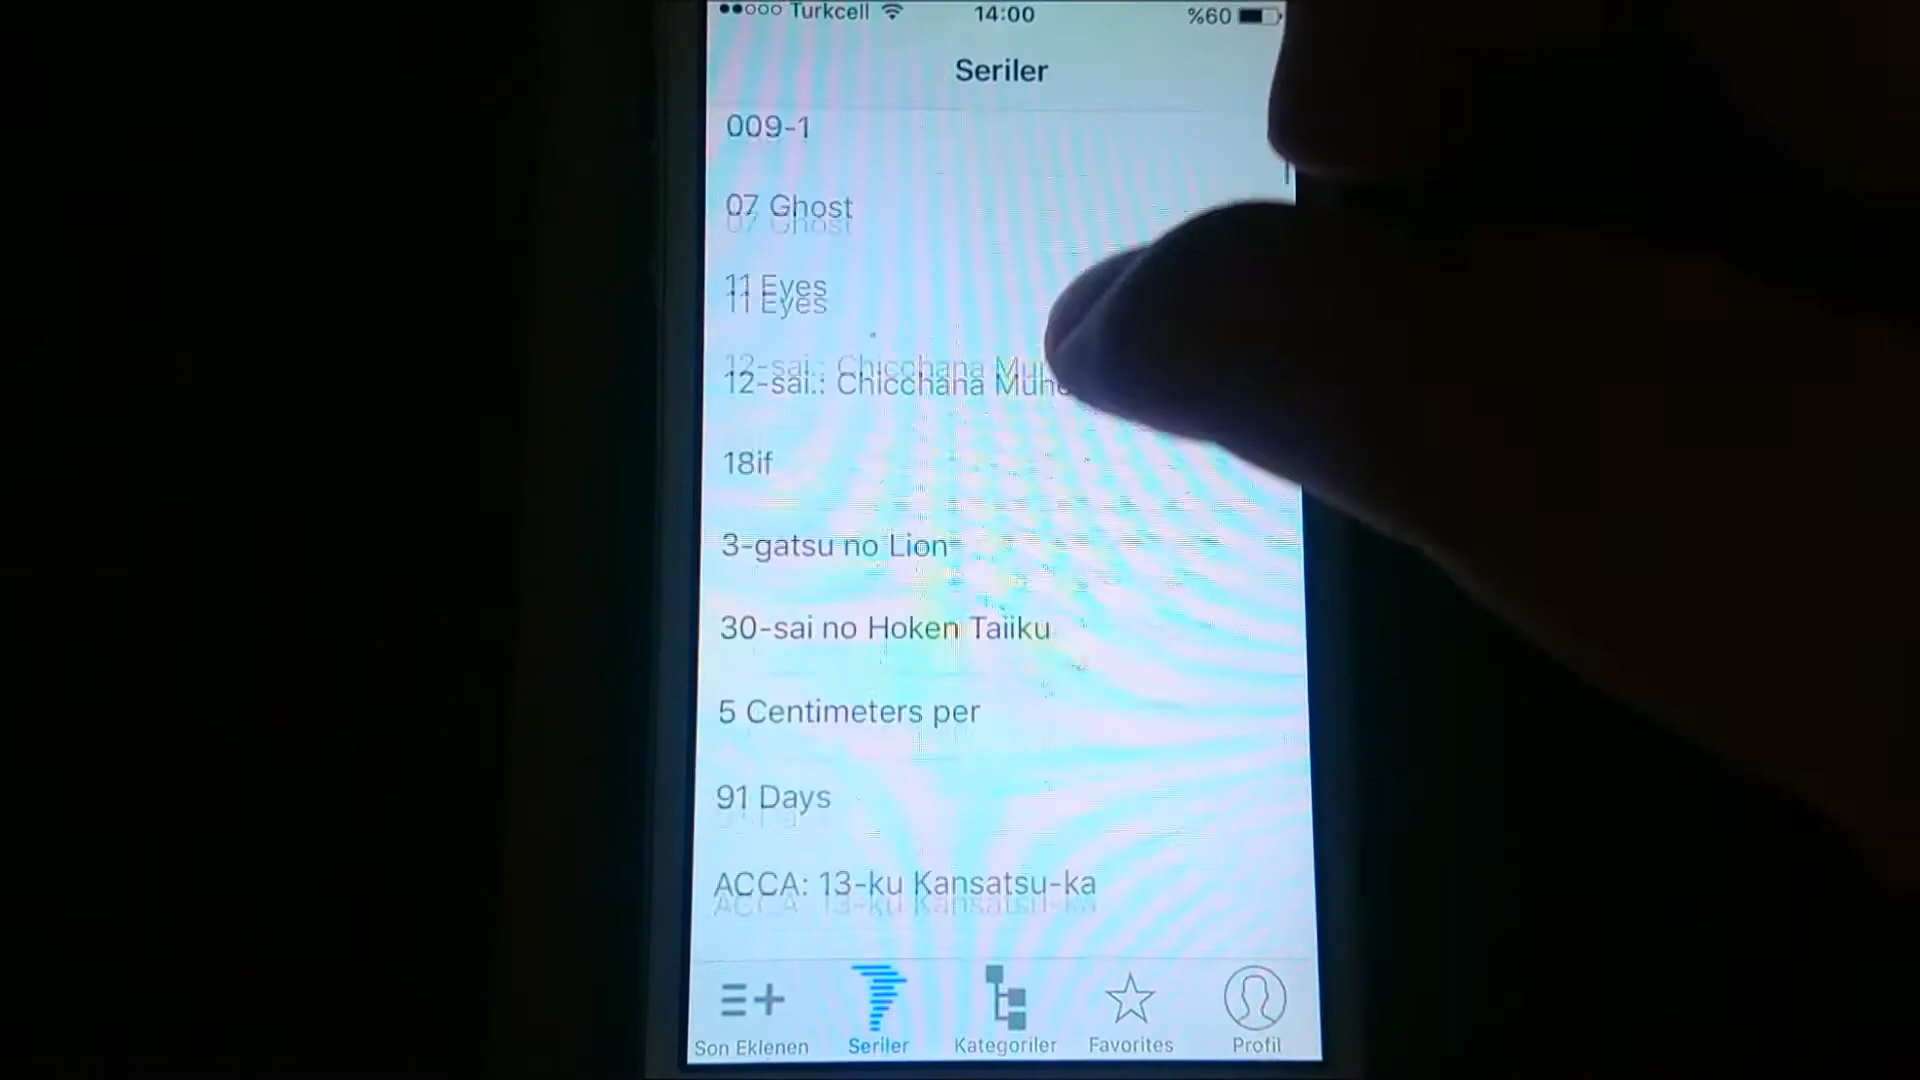 Turkcell 14:00 %60
Seriler
009-1
07 Ghost
11 Eyes
12-sai.: Chicchana
18if
3-gatsu no Lion
30-sai no Hoken Taiiku
5 Centimeters per
91 Days
ACCA: 13-ku Kansatsu-ka
Son Eklenen Seriler Kategoriler Favorites Profil